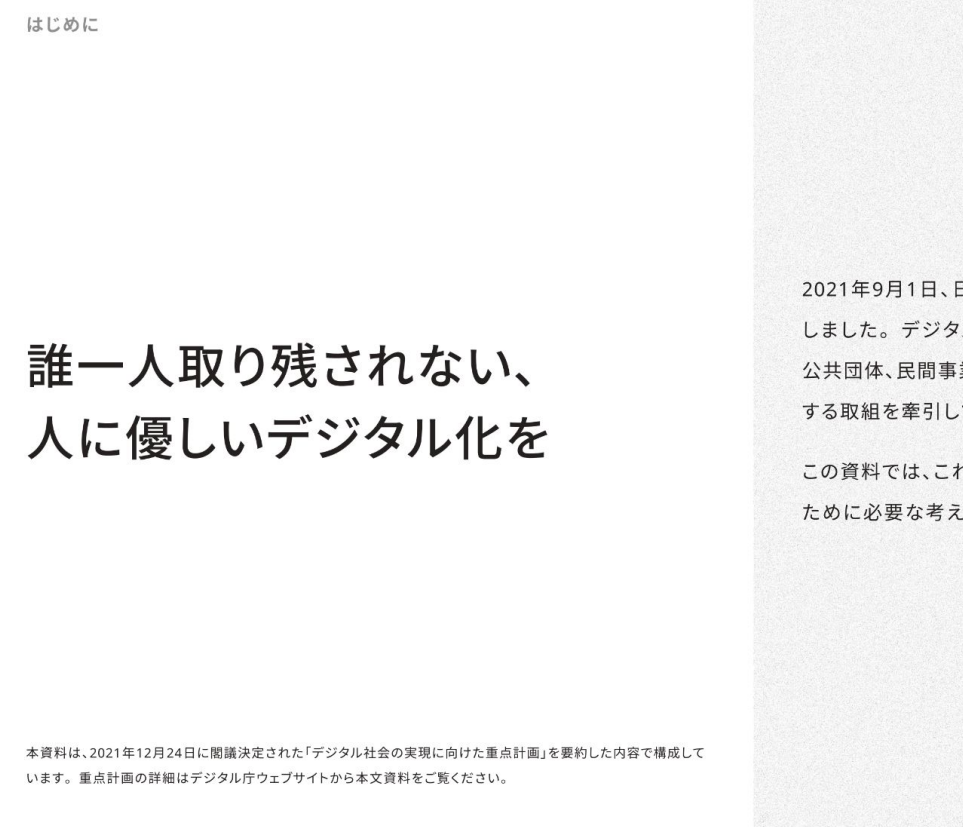 はじめに
誰一人取り残されない、
人に優しいデジタル化を
本資料は、2021年12月24日に閣議決定された「デジタル社会の実現に向けた重点計画」を要約した内容で構成して
います。重点計画の詳細はデジタル庁ウェブサイトから本文資料をご覧ください。
2021年9月1日、
しました。デジタ
公共団体、民間事
する取組を牽引し
この資料では、これ
ために必要な考え